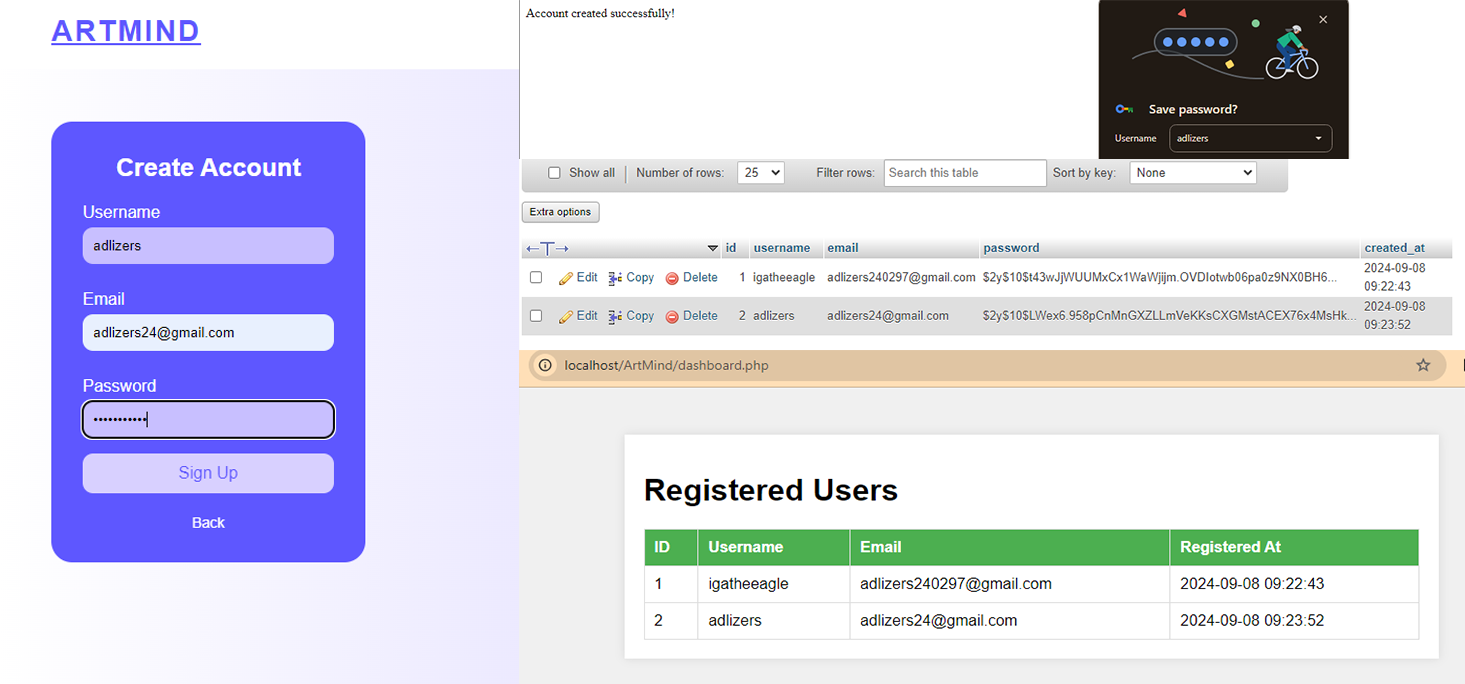 ARTMIND
Create Account
Username
adlizers
Email
adlizers24@gmail.com
Password
•••••••••••
Sign Up
Back
Account created successfully!
Save password?
Username adlizers
Show all Number of rows: 25 Filter rows: Search this table Sort by key: None
Extra options
←T→ id username email password created_at
Edit Copy Delete 1 igatheeagle adlizers240297@gmail.com $2y$10$t43wJjWUUMxCx1WaWjijm.OVDIotwb06pa0z9NX0BH6... 2024-09-08
09:22:43
Edit Copy Delete 2 adlizers adlizers24@gmail.com $2y$10$LWex6.958pCnMnGXZLLmVeKKsCXGMstACEX76x4MsHk... 2024-09-08
09:23:52
localhost/ArtMind/dashboard.php
Registered Users
ID Username Email Registered At
1 igatheeagle adlizers240297@gmail.com 2024-09-08 09:22:43
2 adlizers adlizers24@gmail.com 2024-09-08 09:23:52